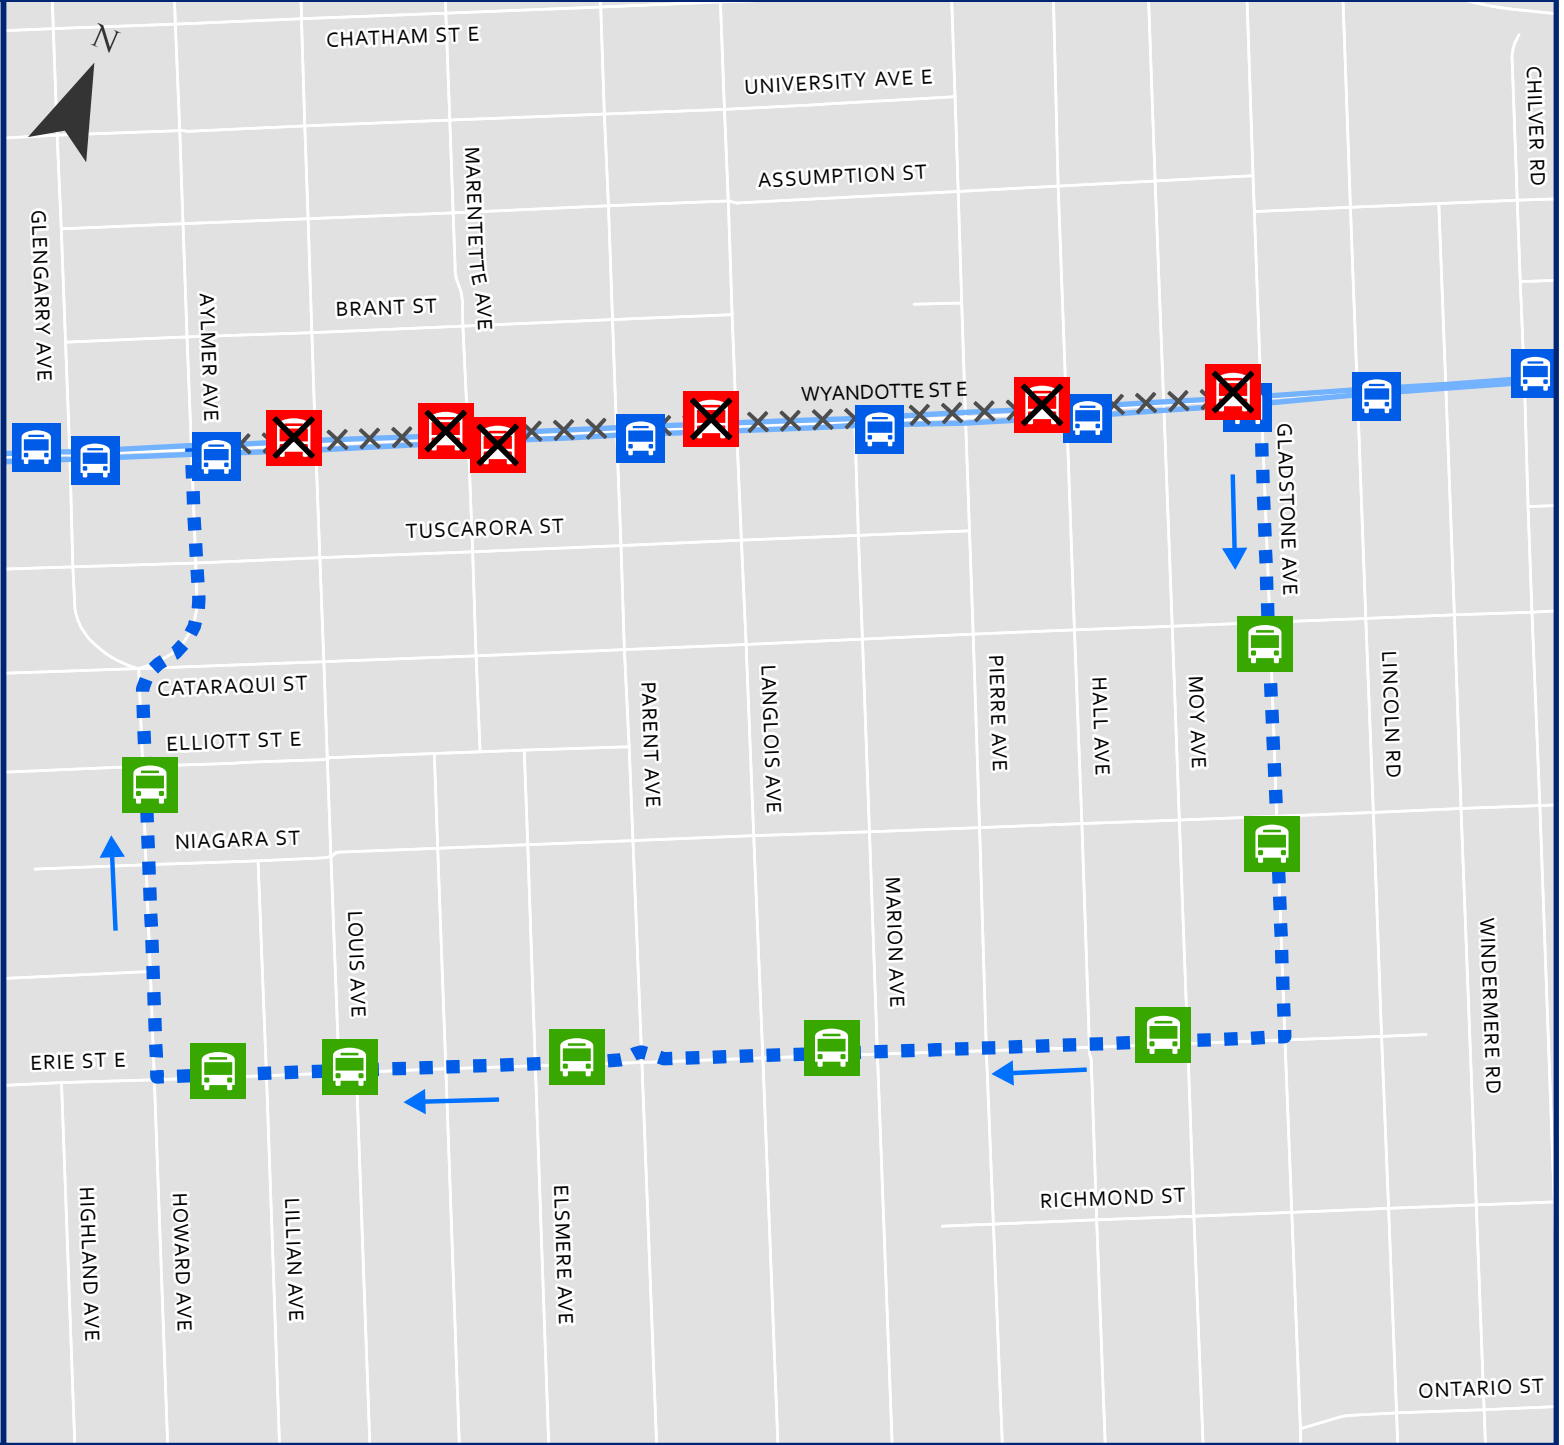 N
CHATHAM ST E
UNIVERSITY AVE E
CHILVER RD
MARENTETTE AVE
ASSUMPTION ST
GLENGARRY AVE
AYLMER AVE
BRANT ST
WYANDOTTE ST E
GLADSTONE AVE
TUSCARORA ST
CATARAQUI ST
PARENT AVE
LANGLOIS AVE
PIERRE AVE
HALL AVE
MOY AVE
LINCOLN RD
ELLIOTT ST E
NIAGARA ST
LOUIS AVE
MARION AVE
WINDERMERE RD
ERIE ST E
HIGHLAND AVE
HOWARD AVE
LILLIAN AVE
ELSMERE AVE
RICHMOND ST
ONTARIO ST